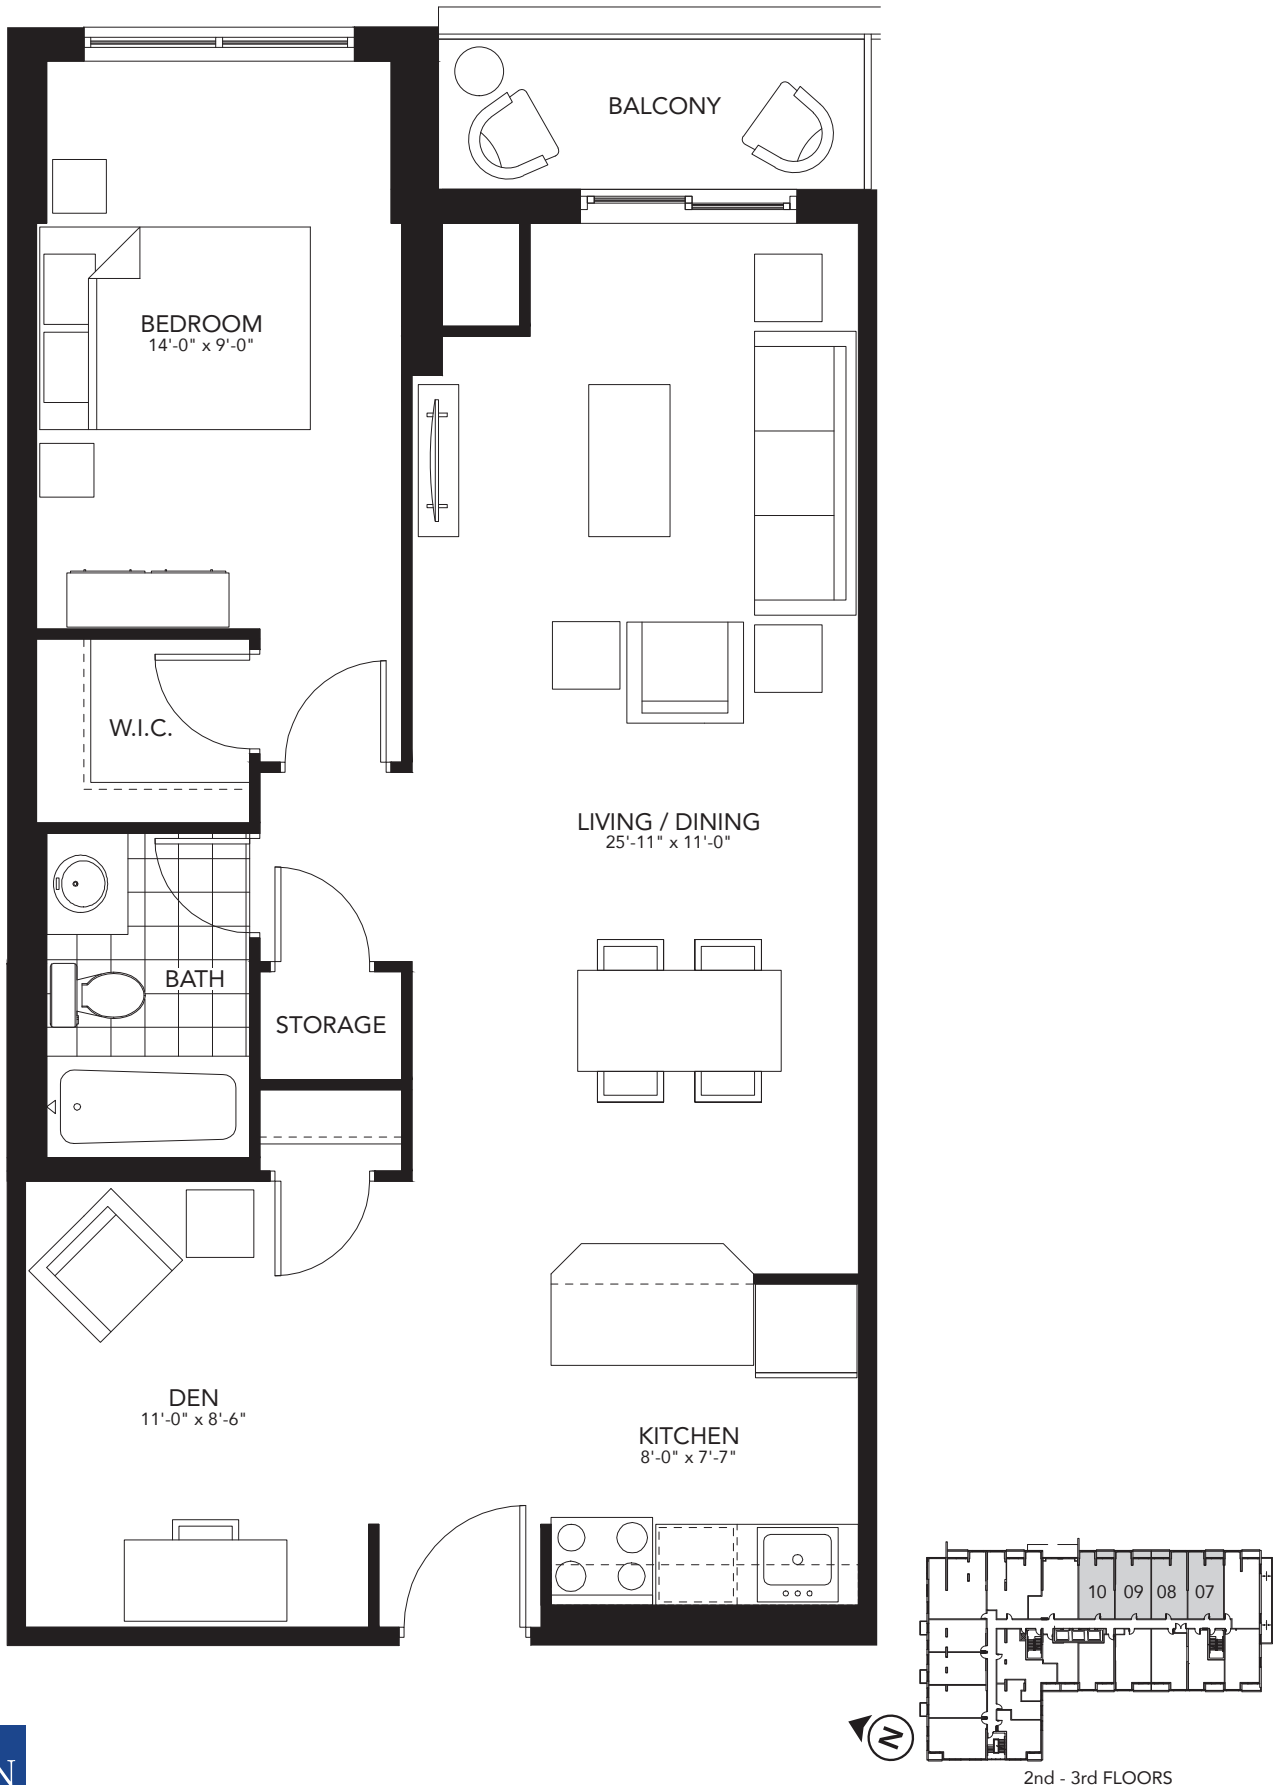 BALCONY
BEDROOM
14'-0" x 9'-0"
W.I.C.
LIVING / DINING
25'-11" x 11'-0"
BATH
STORAGE
DEN
11'-0" x 8'-6"
KITCHEN
8'-0" x 7'-7"
10 09 08 07
N
N
2nd - 3rd FLOORS